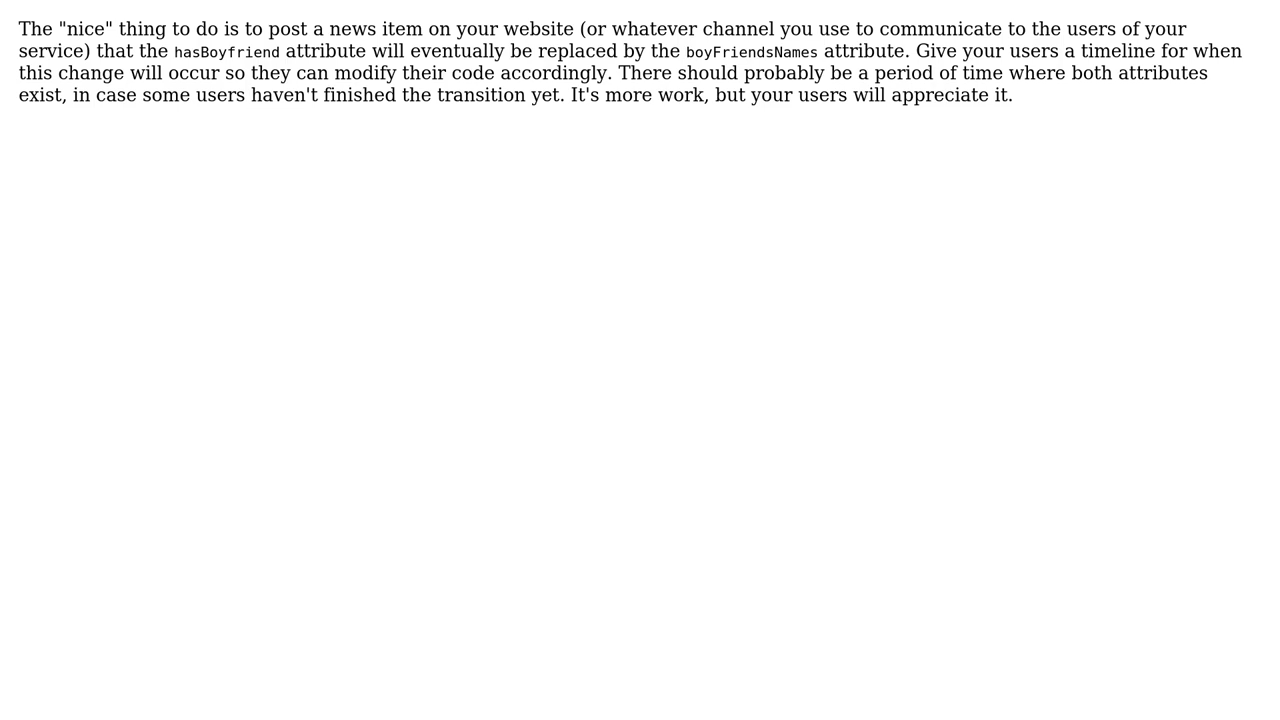 The "nice" thing to do is to post a news item on your website (or whatever channel you use to communicate to the users of your
service) that the hasBoyfriend attribute will eventually be replaced by the boyFriendsNames attribute. Give your users a timeline for when
this change will occur so they can modify their code accordingly. There should probably be a period of time where both attributes
exist, in case some users haven't finished the transition yet. It's more work, but your users will appreciate it.